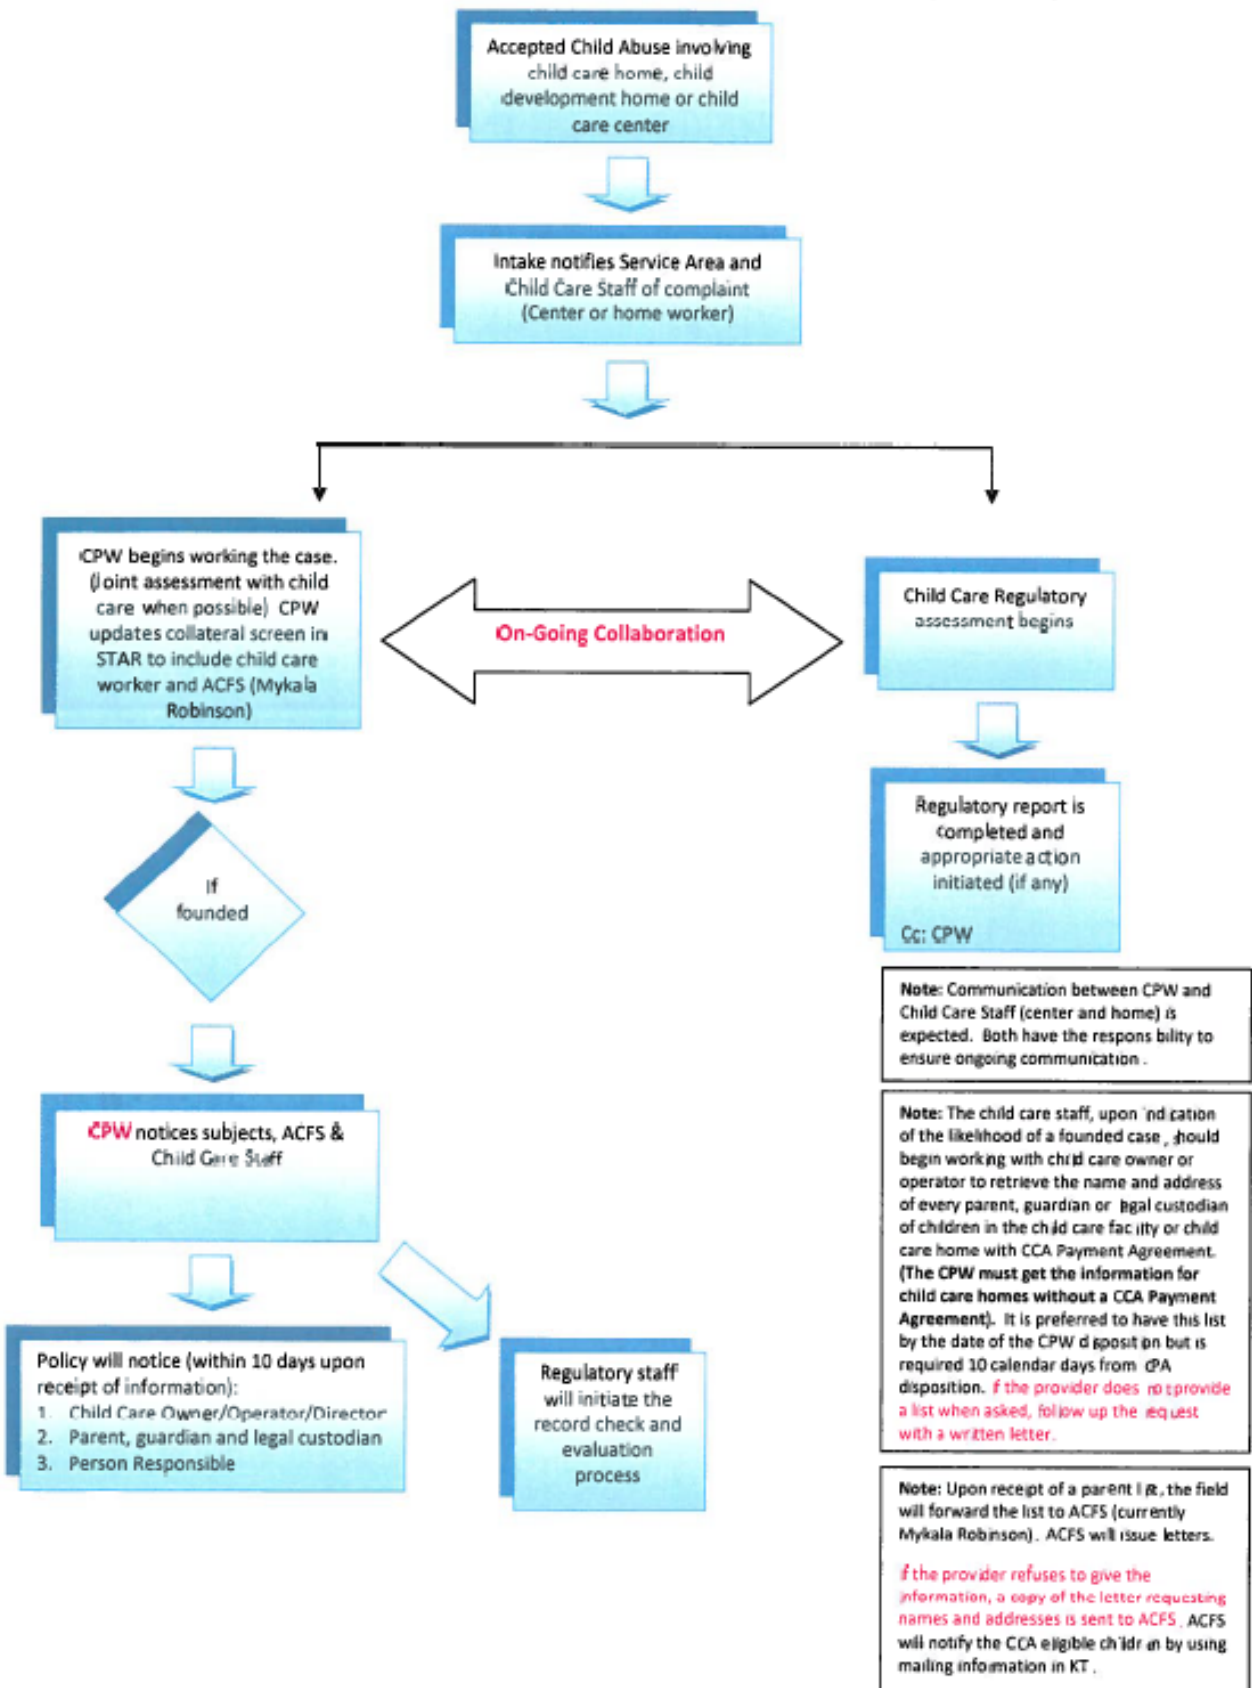 Accepted Child Abuse involving
child care home, child
development home or child
care center
Intake notifies Service Area and
Child Care Staff of complaint
(Center or home worker)
CPW begins working the case.
(Joint assessment with child
care when possible) CPW
updates collateral screen in
STAR to include child care
worker and ACFS (Mykala
Robinson)
On-Going Collaboration
Child Care Regulatory
assessment begins
If
founded
Regulatory report is
completed and
appropriate action
initiated (if any)
Cc: CPW
Note: Communication between CPW and
Child Care Staff (center and home) is
expected. Both have the responsibility to
ensure ongoing communication.
CPW notices subjects, ACFS &
Child Care Staff
Note: The child care staff, upon indication
of the likelihood of a founded case, should
begin working with child care owner or
operator to retrieve the name and address
of every parent, guardian or legal custodian
of children in the child care facility or child
care home with CCA Payment Agreement.
(The CPW must get the information for
child care homes without a CCA Payment
Agreement). It is preferred to have this list
by the date of the CPW disposition but is
required 10 calendar days from CPA
disposition. If the provider does not provide
a list when asked, follow up the request
with a written letter.
Policy will notice (within 10 days upon
receipt of information):
1. Child Care Owner/Operator/Director
2. Parent, guardian and legal custodian
3. Person Responsible
Regulatory staff
will initiate the
record check and
evaluation
process
Note: Upon receipt of a parent list, the field
will forward the list to ACFS (currently
Mykala Robinson). ACFS will issue letters.
If the provider refuses to give the
information, a copy of the letter requesting
names and addresses is sent to ACFS. ACFS
will notify the CCA eligible children by using
mailing information in KT.